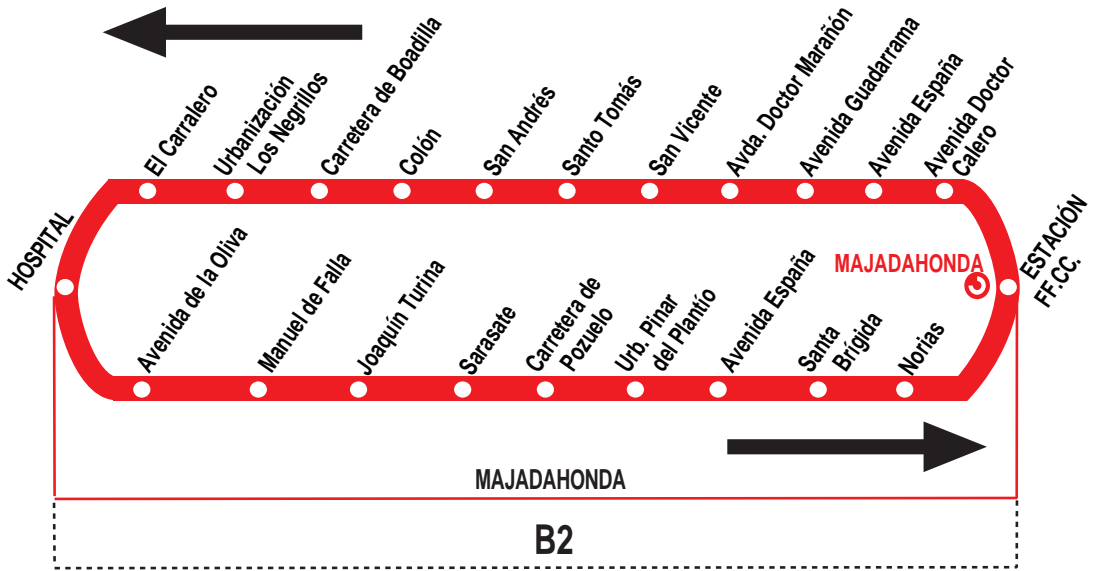 El Carralero
Urbanización
Los Negrillos
Carretera de Boadilla
Colón
San Andrés
Santo Tomás
San Vicente
Avda. Doctor Marañón
Avenida Guadarrama
Avenida España
Avenida Doctor
Calero
HOSPITAL
MAJADAHONDA
ESTACIÓN
FF.CC.
Avenida de la Oliva
Manuel de Falla
Joaquín Turina
Sarasate
Carretera de
Pozuelo
Urb. Pinar
del Plantío
Avenida España
Santa
Brígida
Norias
MAJADAHONDA
B2